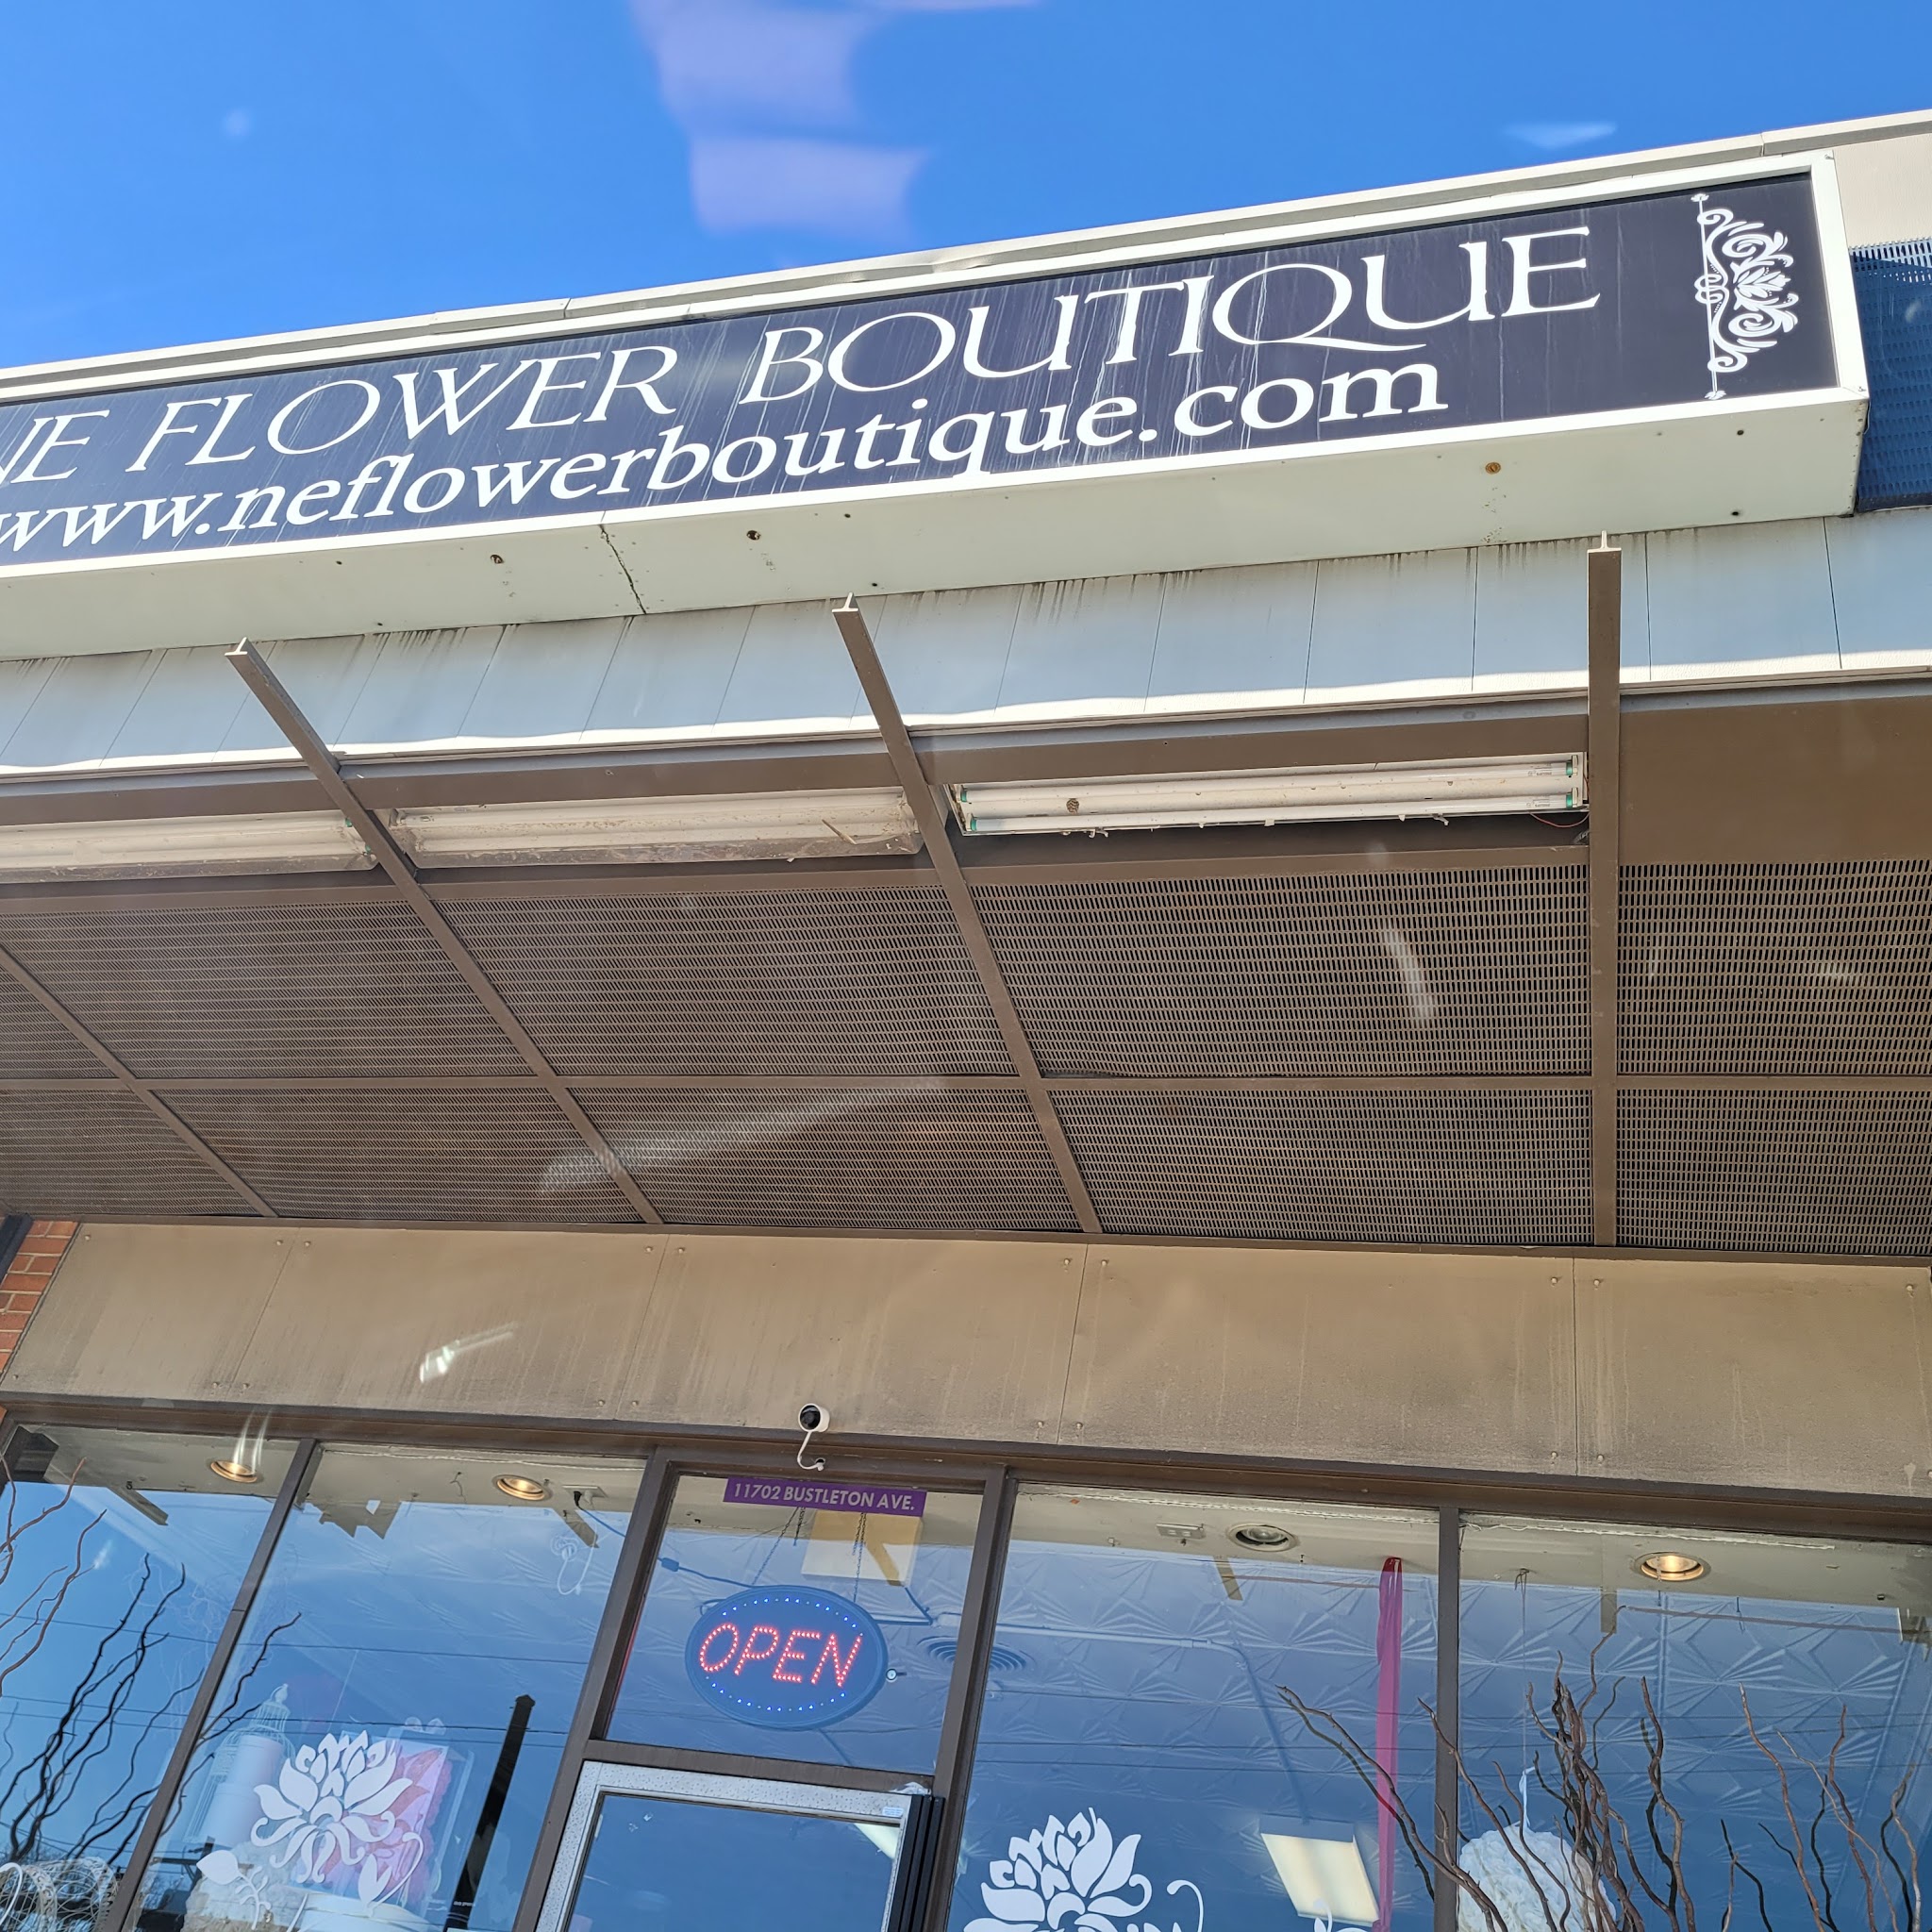 NE FLOWER BOUTIQUE
www.neflowerboutique.com
11702 BUSTLETON AVE.
OPEN